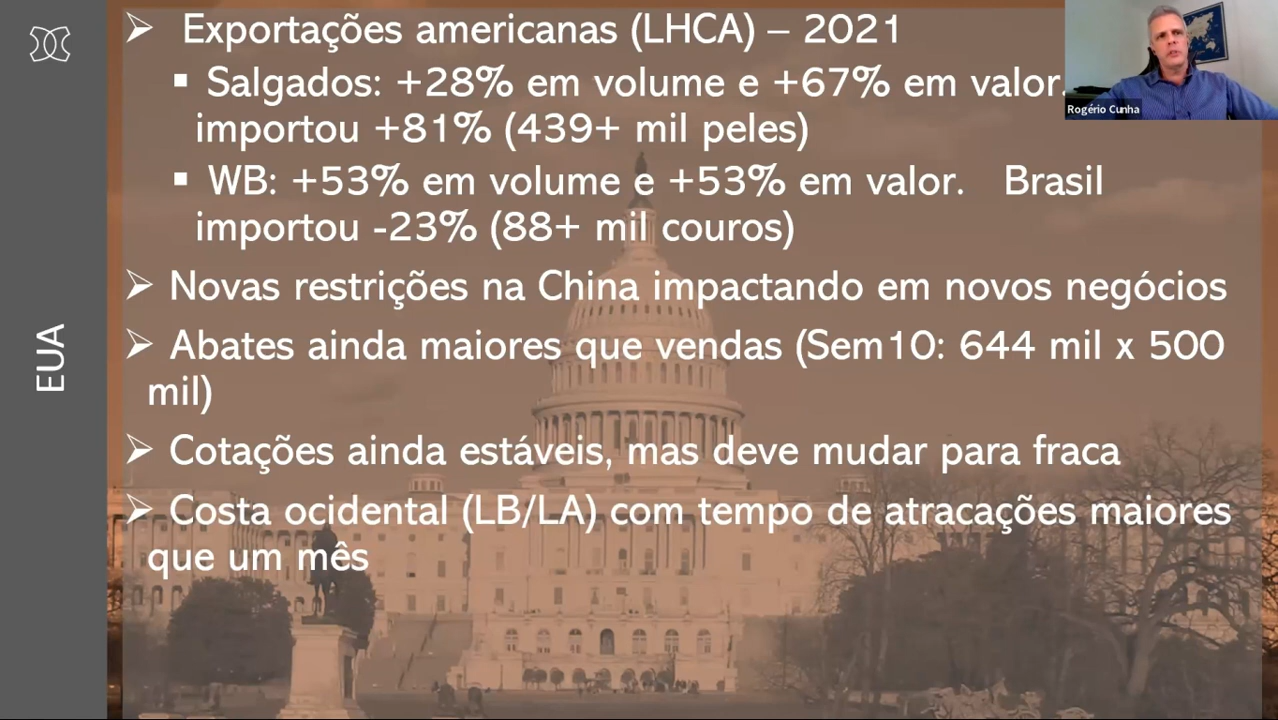 ➢ Exportações americanas (LHCA) – 2021
▪ Salgados: +28% em volume e +67% em valor.
importou +81% (439+ mil peles)
▪ WB: +53% em volume e +53% em valor. Brasil
importou -23% (88+ mil couros)
➢ Novas restrições na China impactando em novos negócios
➢ Abates ainda maiores que vendas (Sem10: 644 mil x 500
mil)
➢ Cotações ainda estáveis, mas deve mudar para fraca
➢ Costa ocidental (LB/LA) com tempo de atracações maiores
que um mês
EUA
Rogério Cunha